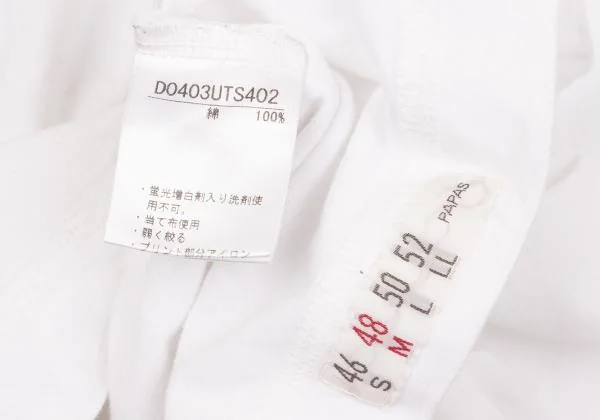 DO403UTS402
綿 100%
・蛍光増白剤入り洗剤使
用不可。
・当て布使用
・弱く絞る
・プリント部分アイロン
PAPAS
46 48 50 52
S M L LL